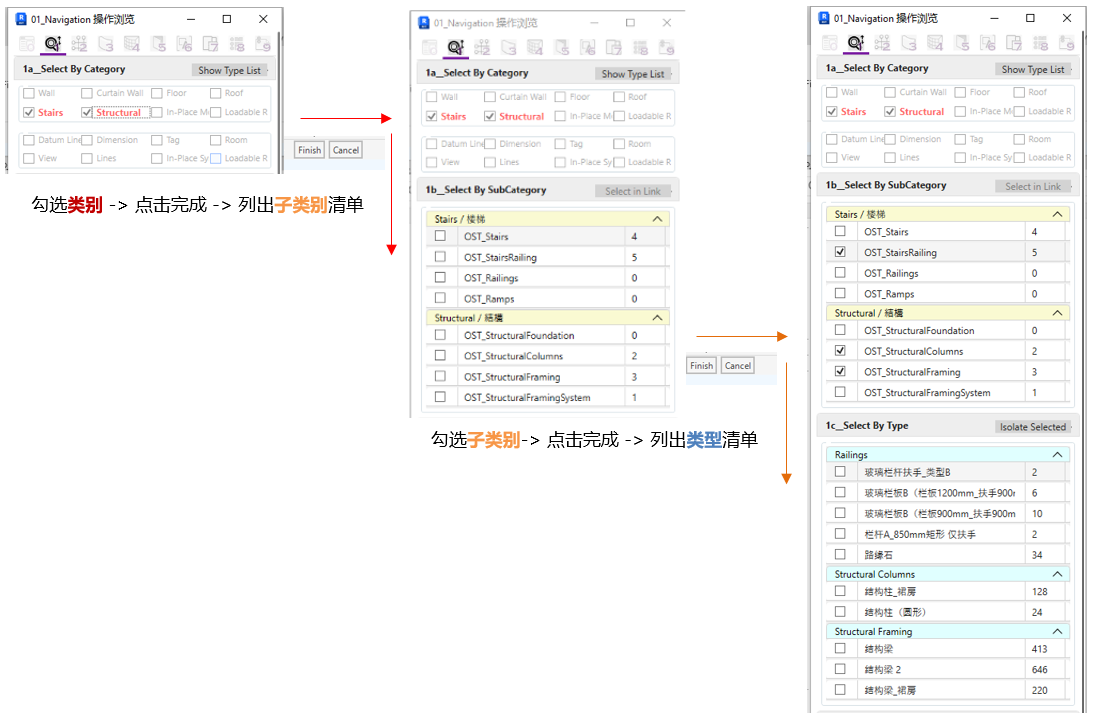 01_Navigation 操作浏览
1a__Select By Category
Show Type List
Wall
Curtain Wall
Floor
Roof
Stairs
Structural
In-Place M
Loadable R
Datum Line
Dimension
Tag
Room
View
Lines
In-Place Sy
Loadable R
Finish
Cancel
勾选类别 -> 点击完成 -> 列出子类别清单
01_Navigation 操作浏览
1a__Select By Category
Show Type List
Wall
Curtain Wall
Floor
Roof
Stairs
Structural
In-Place M
Loadable R
Datum Line
Dimension
Tag
Room
View
Lines
In-Place Sy
Loadable R
1b__Select By SubCategory
Select in Link
Stairs / 楼梯
OST_Stairs 4
OST_StairsRailing 5
OST_Railings 0
OST_Ramps 0
Structural / 結構
OST_StructuralFoundation 0
OST_StructuralColumns 2
OST_StructuralFraming 3
OST_StructuralFramingSystem 1
Finish
Cancel
勾选子类别-> 点击完成 -> 列出类型清单
01_Navigation 操作浏览
1a__Select By Category
Show Type List
Wall
Curtain Wall
Floor
Roof
Stairs
Structural
In-Place M
Loadable R
Datum Line
Dimension
Tag
Room
View
Lines
In-Place Sy
Loadable R
1b__Select By SubCategory
Select in Link
Stairs / 楼梯
OST_Stairs 4
OST_StairsRailing 5
OST_Railings 0
OST_Ramps 0
Structural / 結構
OST_StructuralFoundation 0
OST_StructuralColumns 2
OST_StructuralFraming 3
OST_StructuralFramingSystem 1
1c__Select By Type
Isolate Selected
Railings
玻璃栏杆扶手_类型B 2
玻璃栏板B（栏板1200mm_扶手900m 6
玻璃栏板B（栏板900mm_扶手900m 10
栏杆A_850mm矩形 仅扶手 2
路缘石 34
Structural Columns
结构柱_裙房 128
结构柱（圆形） 24
Structural Framing
结构梁 413
结构梁 2 646
结构梁_裙房 220